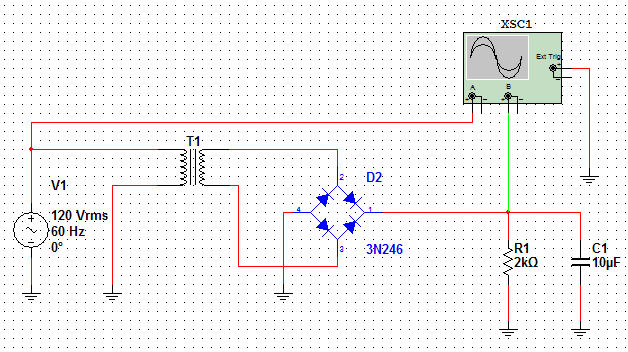 XSC1
Ext Trig
+
−
A
B
+ −
+ −
T1
V1
120 Vrms
60 Hz
0°
+
−
D2
2
4
1
3
3N246
R1
2kΩ
C1
10µF